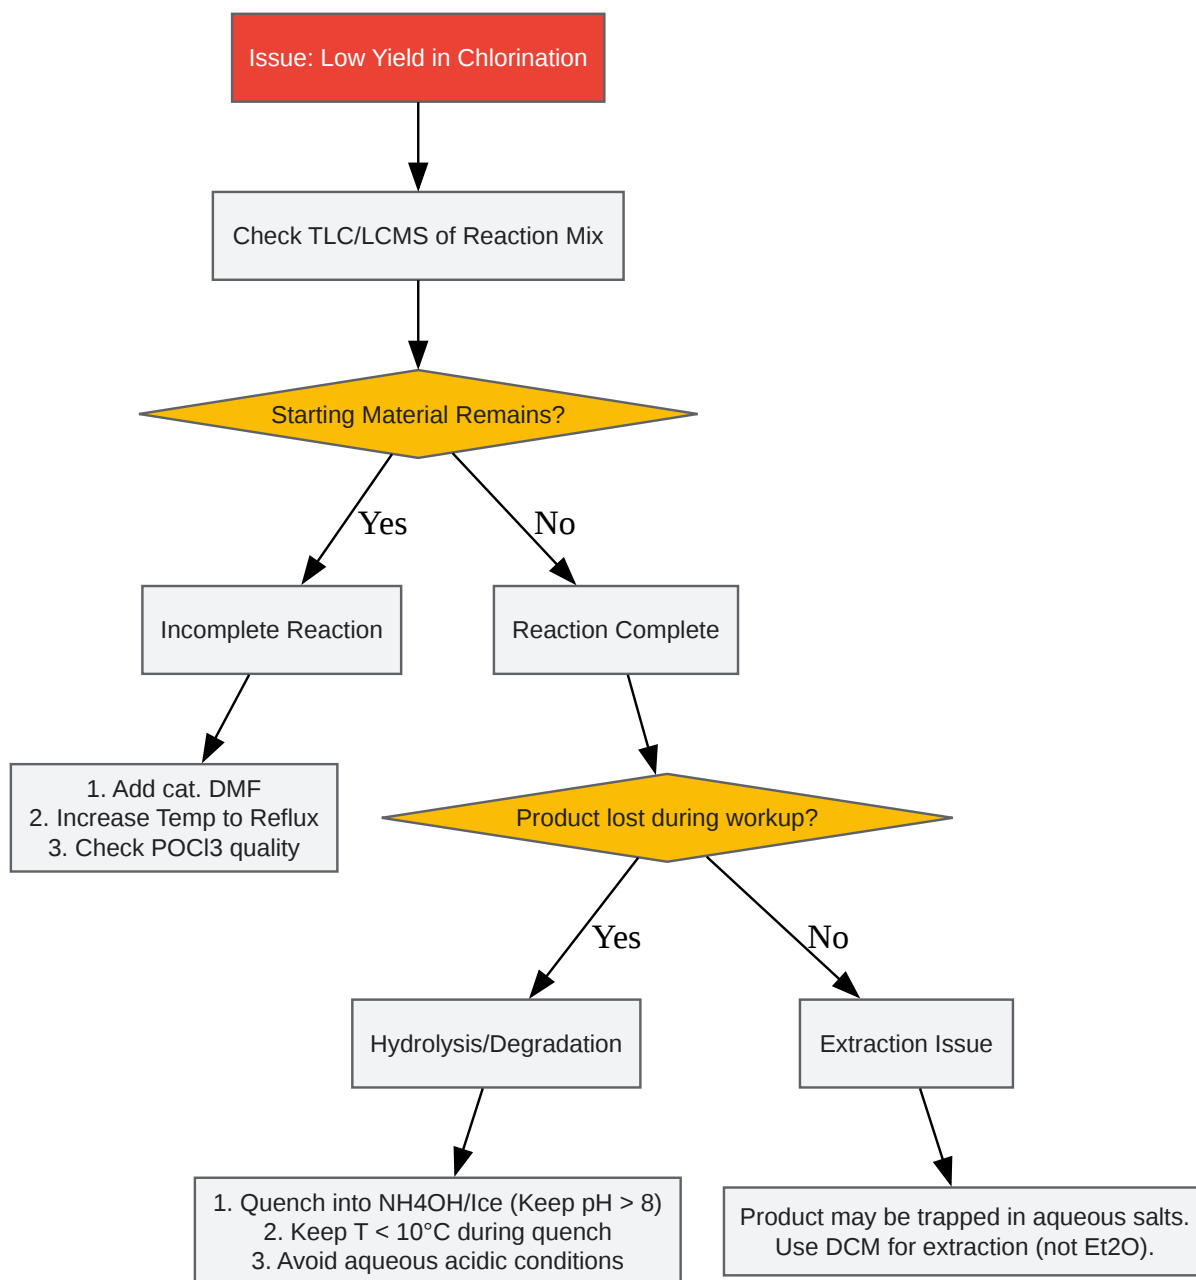 Issue: Low Yield in Chlorination
Check TLC/LCMS of Reaction Mix
Starting Material Remains?
Yes
No
Incomplete Reaction
Reaction Complete
1. Add cat. DMF
2. Increase Temp to Reflux
3. Check POCl3 quality
Product lost during workup?
Yes
No
Hydrolysis/Degradation
Extraction Issue
1. Quench into NH4OH/Ice (Keep pH > 8)
2. Keep T < 10°C during quench
3. Avoid aqueous acidic conditions
Product may be trapped in aqueous salts.
Use DCM for extraction (not Et2O).